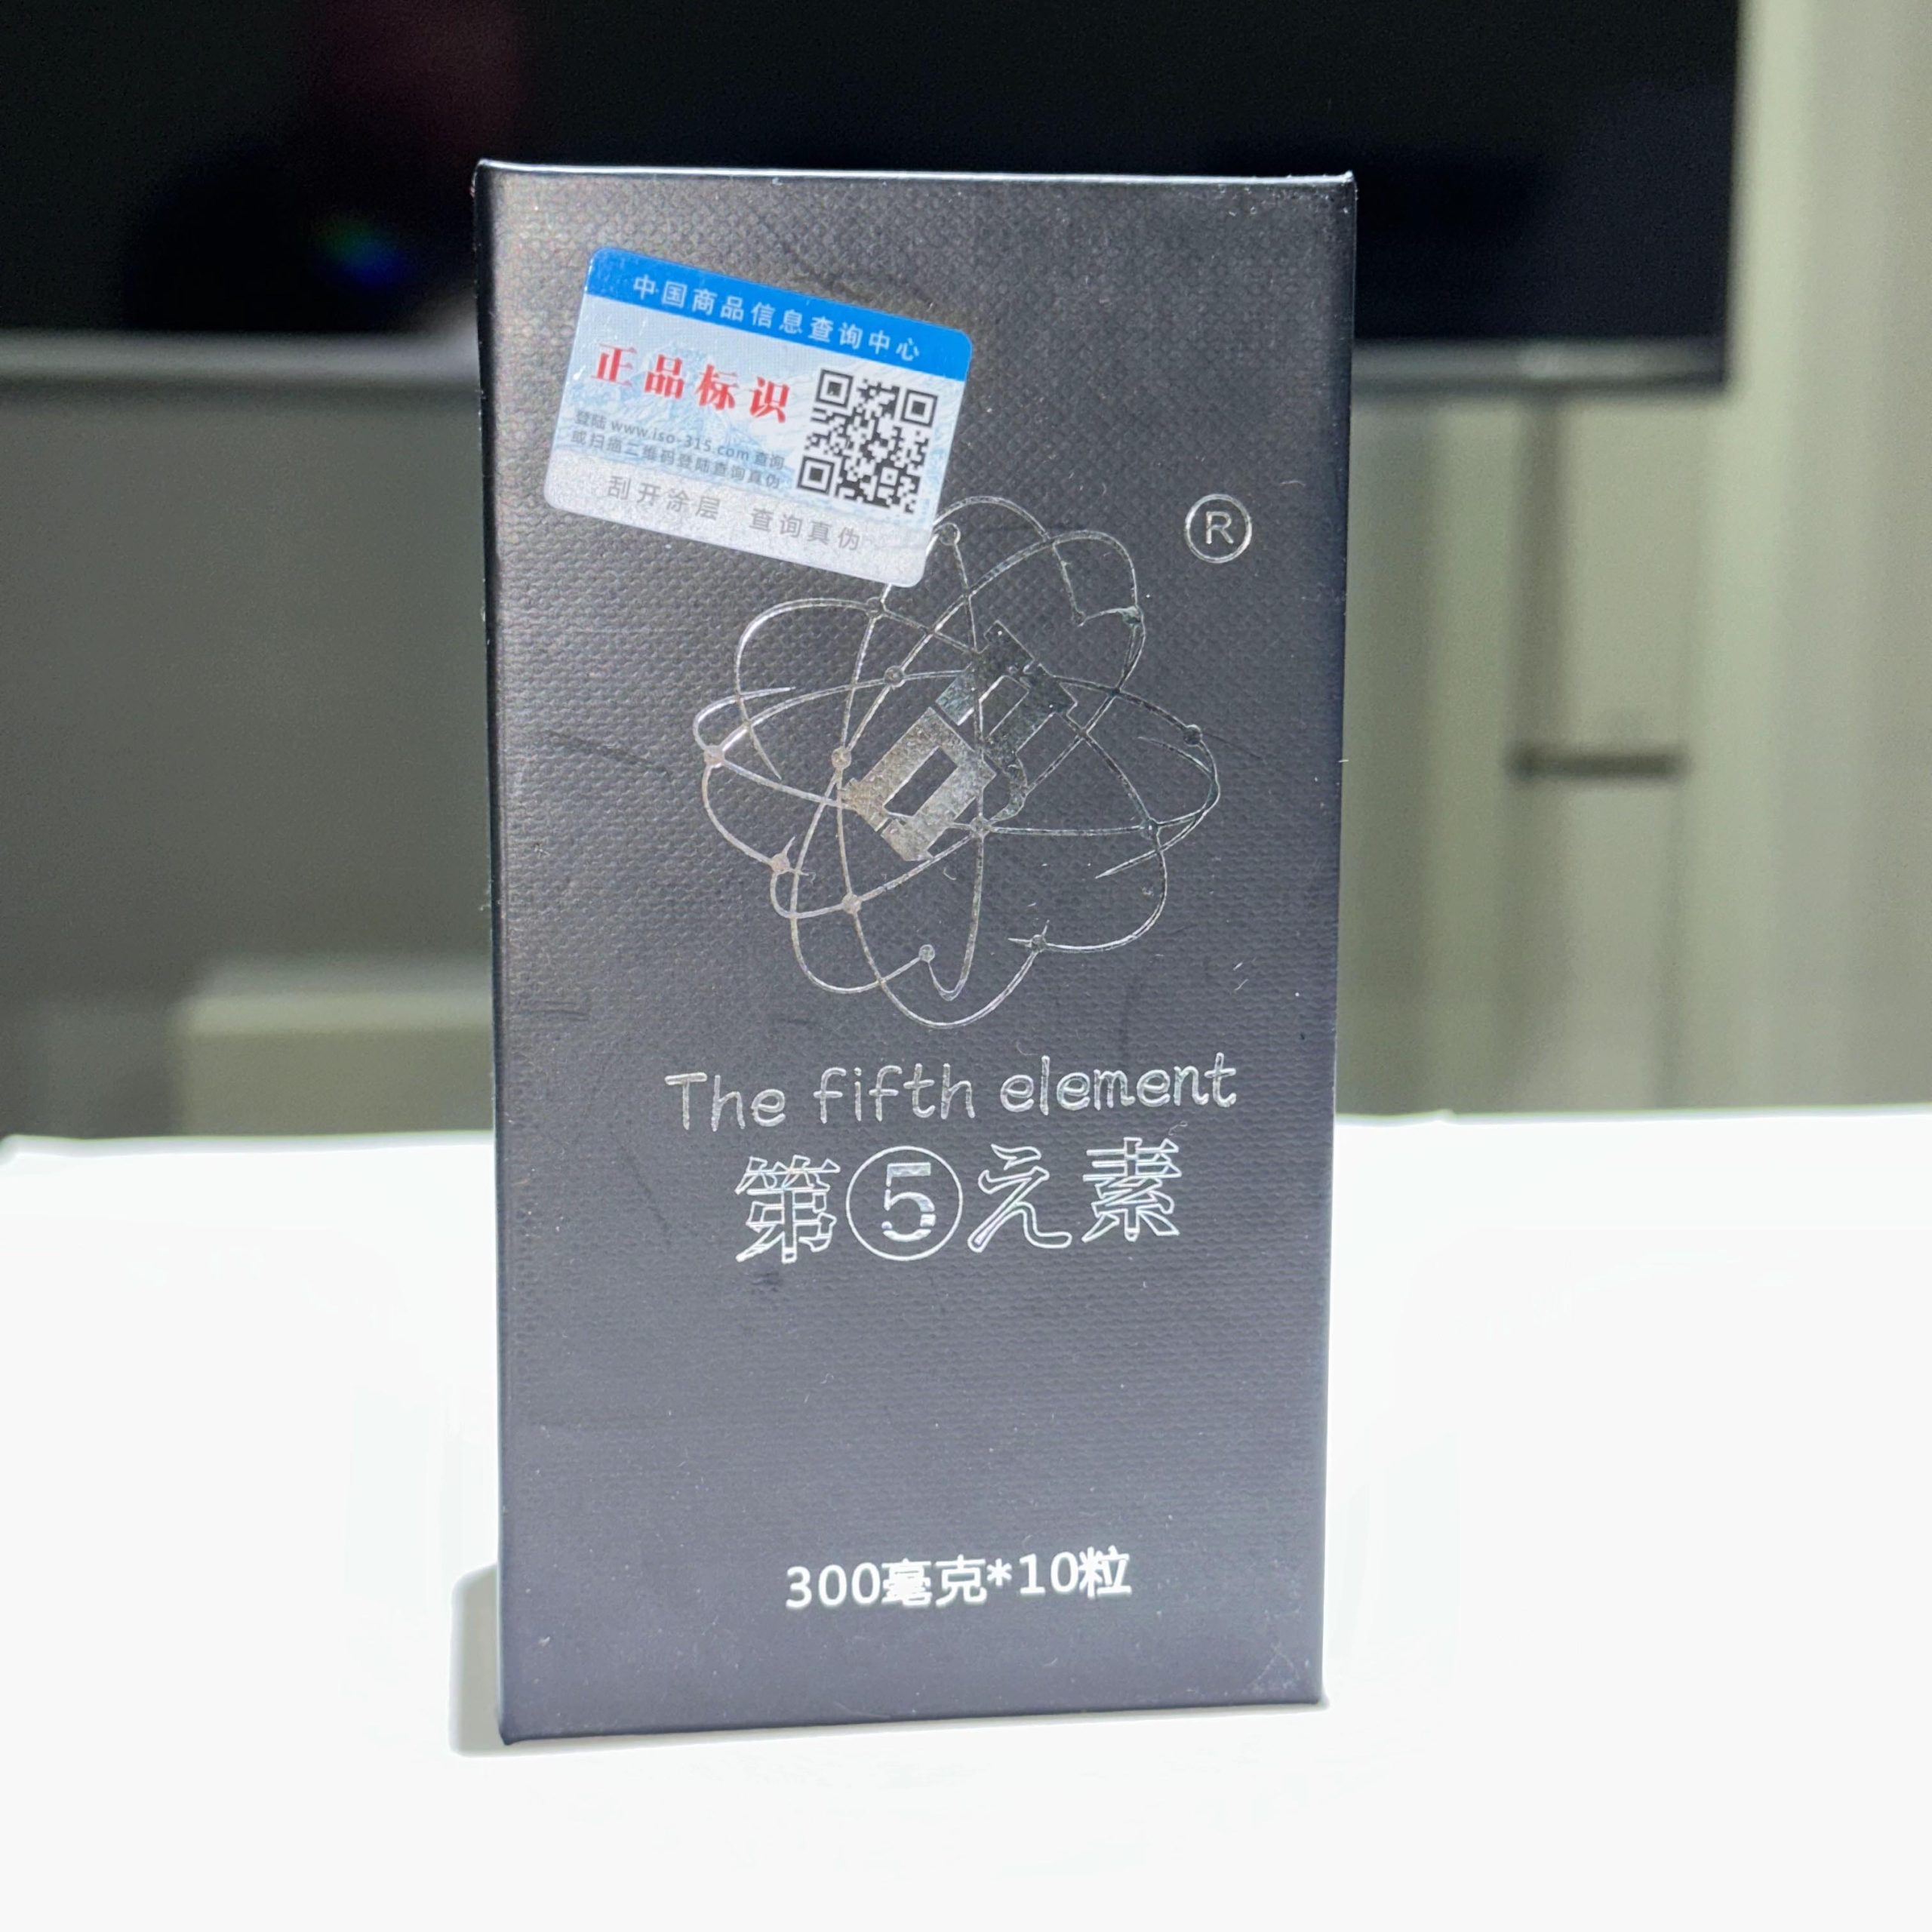 中国商品信息查询中心
正品标识
登陆 www.iso-315.com 查询
或扫描二维码登陆查询真伪
刮开涂层 查询真伪
®
The fifth element
第⑤元素
300毫克*10粒